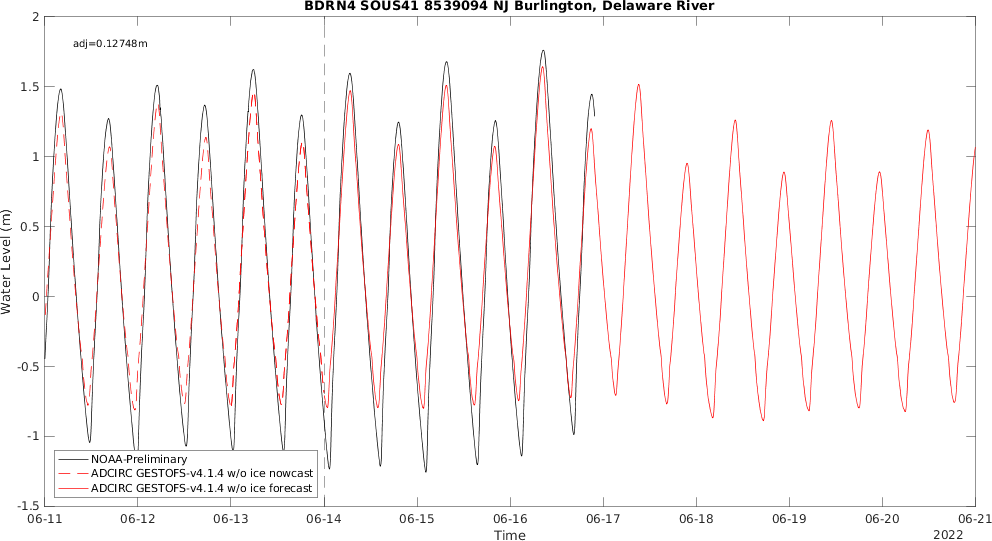 BDRN4 SOUS41 8539094 NJ Burlington, Delaware River
adj=0.12748m
2
1.5
1
0.5
0
-0.5
-1
-1.5
Water Level (m)
NOAA-Preliminary
ADCIRC GESTOFS-v4.1.4 w/o ice nowcast
ADCIRC GESTOFS-v4.1.4 w/o ice forecast
06-11 06-12 06-13 06-14 06-15 06-16 06-17 06-18 06-19 06-20 06-21
Time
2022